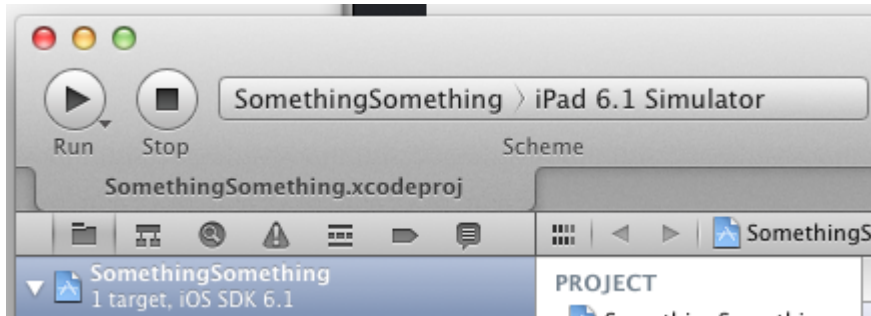 SomethingSomething iPad 6.1 Simulator
Run Stop Scheme
SomethingSomething.xcodeproj
SomethingS
SomethingSomething
1 target, iOS SDK 6.1
PROJECT